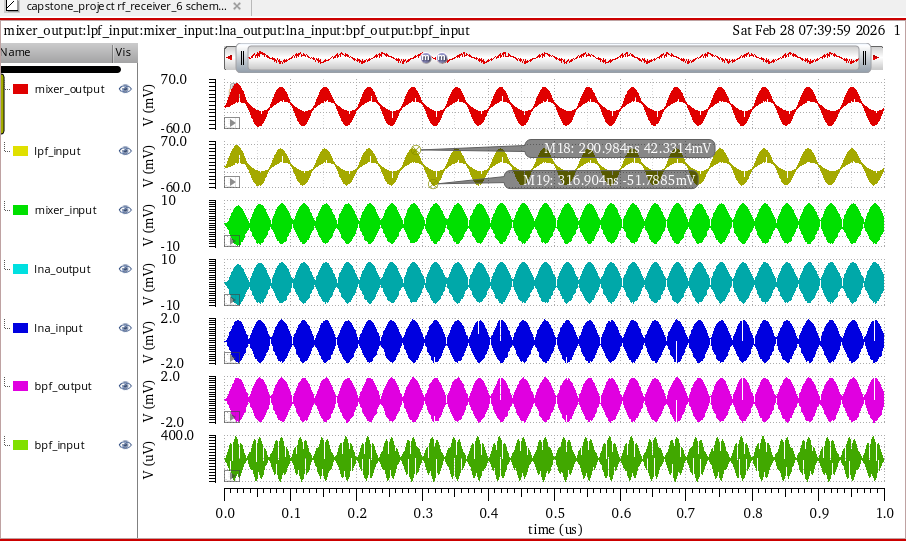 capstone_project rf_receiver_6 schem... ×
mixer_output:lpf_input:mixer_input:lna_output:lna_input:bpf_output:bpf_input
Sat Feb 28 07:39:59 2026 1
Name Vis
mixer_output
lpf_input
mixer_input
lna_output
lna_input
bpf_output
bpf_input
70.0
V (mV)
-60.0
70.0
V (mV)
-60.0
M18: 290.984ns 42.3314mV
M19: 316.904ns -51.7885mV
10
V (mV)
-10
10
V (mV)
-10
2.0
V (mV)
-2.0
2.0
V (mV)
-2.0
400.0
V (uV)
0.0 0.1 0.2 0.3 0.4 0.5 0.6 0.7 0.8 0.9 1.0
time (us)